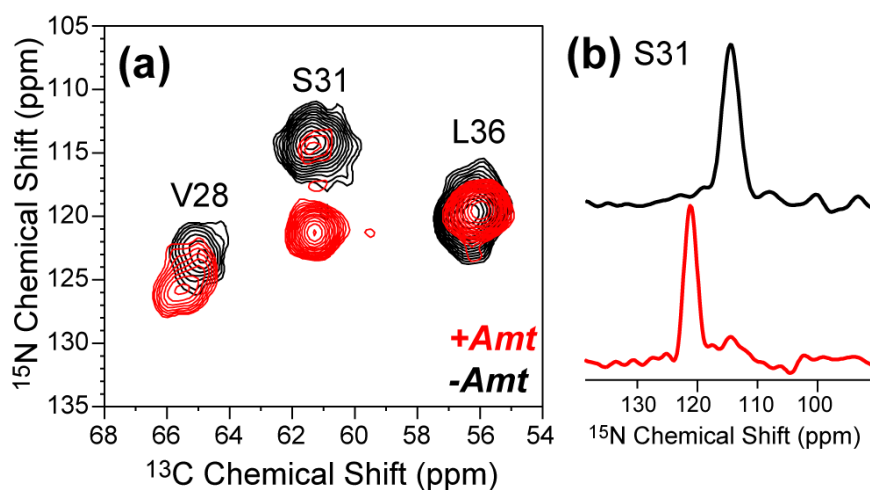 (a)
S31
L36
V28
+Amt
-Amt
105
110
115
120
125
130
135
68 66 64 62 60 58 56 54
¹⁵N Chemical Shift (ppm)
¹³C Chemical Shift (ppm)
(b) S31
130 120 110 100
¹⁵N Chemical Shift (ppm)